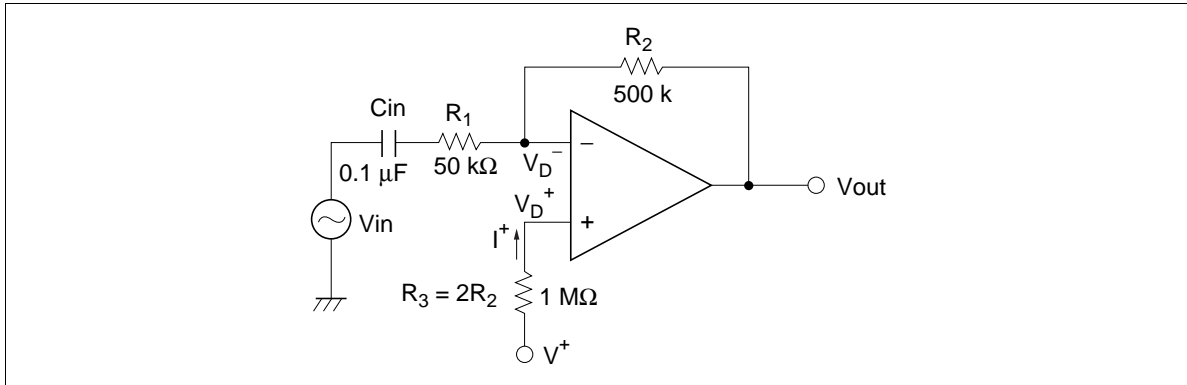 R2
500 k
Cin
R1
0.1 μF
50 kΩ
VD−
−
Vin
VD+
+
I+
Vout
R3 = 2R2
1 MΩ
V+